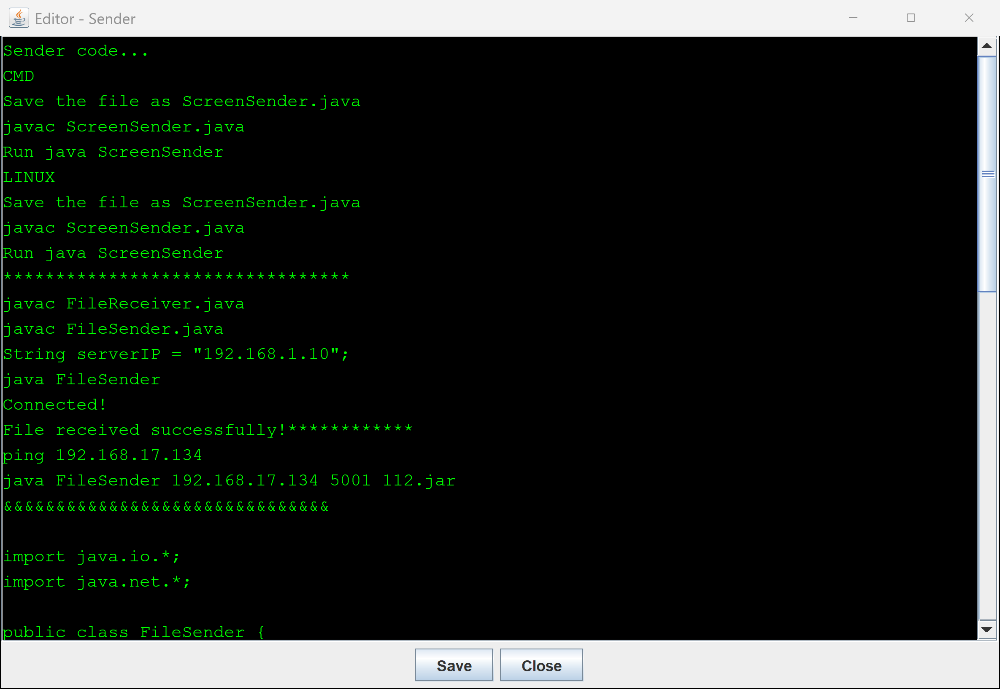 Editor - Sender
Sender code...
CMD
Save the file as ScreenSender.java
javac ScreenSender.java
Run java ScreenSender
LINUX
Save the file as ScreenSender.java
javac ScreenSender.java
Run java ScreenSender
*********************************
javac FileReceiver.java
javac FileSender.java
String serverIP = "192.168.1.10";
java FileSender
Connected!
File received successfully!************
ping 192.168.17.134
java FileSender 192.168.17.134 5001 112.jar
&&&&&&&&&&&&&&&&&&&&&&&&&&&&&&&
import java.io.*;
import java.net.*;
public class FileSender {
Save Close